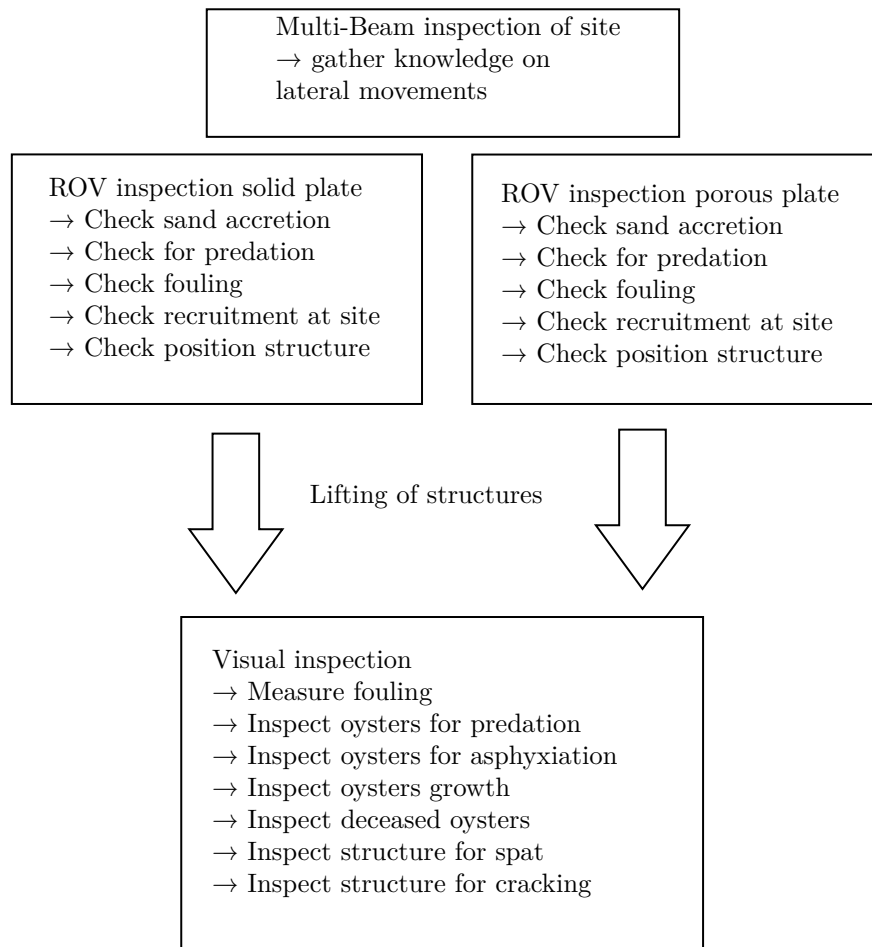 Multi-Beam inspection of site
→ gather knowledge on
lateral movements
ROV inspection solid plate
→ Check sand accretion
→ Check for predation
→ Check fouling
→ Check recruitment at site
→ Check position structure
ROV inspection porous plate
→ Check sand accretion
→ Check for predation
→ Check fouling
→ Check recruitment at site
→ Check position structure
Lifting of structures
Visual inspection
→ Measure fouling
→ Inspect oysters for predation
→ Inspect oysters for asphyxiation
→ Inspect oysters growth
→ Inspect deceased oysters
→ Inspect structure for spat
→ Inspect structure for cracking